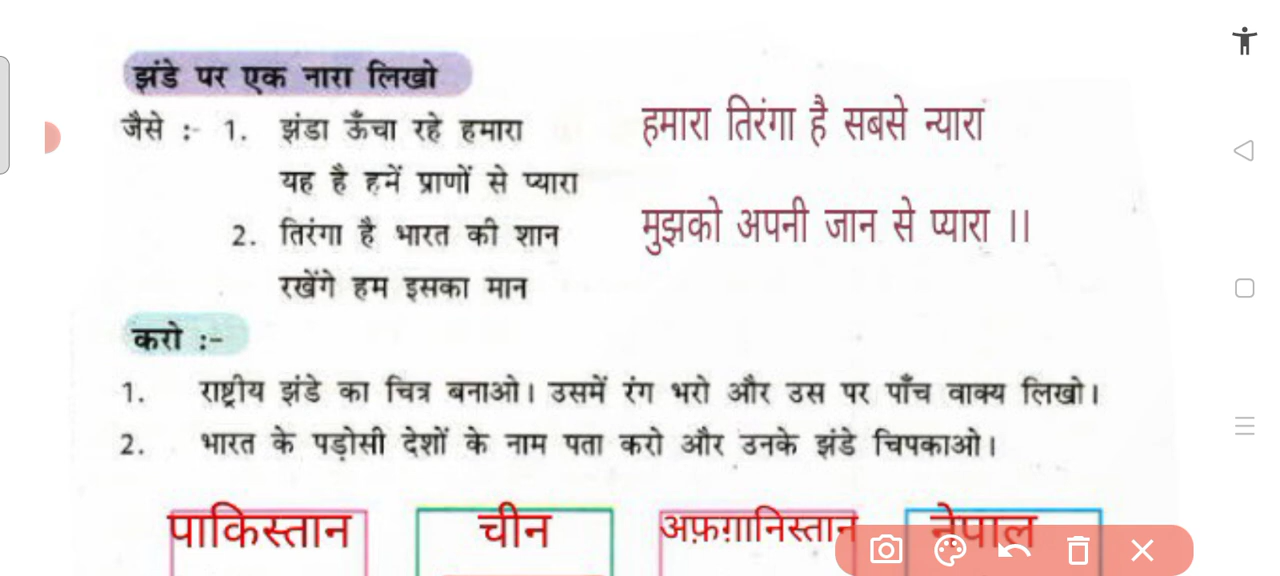 झंडे पर एक नारा लिखो
जैसे :- 1. झंडा ऊँचा रहे हमारा
यह है हमें प्राणों से प्यारा
2. तिरंगा है भारत की शान
रखेंगे हम इसका मान
हमारा तिरंगा है सबसे न्यारा
मुझको अपनी जान से प्यारा ।।
करो :-
1. राष्ट्रीय झंडे का चित्र बनाओ। उसमें रंग भरो और उस पर पाँच वाक्य लिखो।
2. भारत के पड़ोसी देशों के नाम पता करो और उनके झंडे चिपकाओ।
पाकिस्तान चीन अफ़ग़ानिस्तान नेपाल